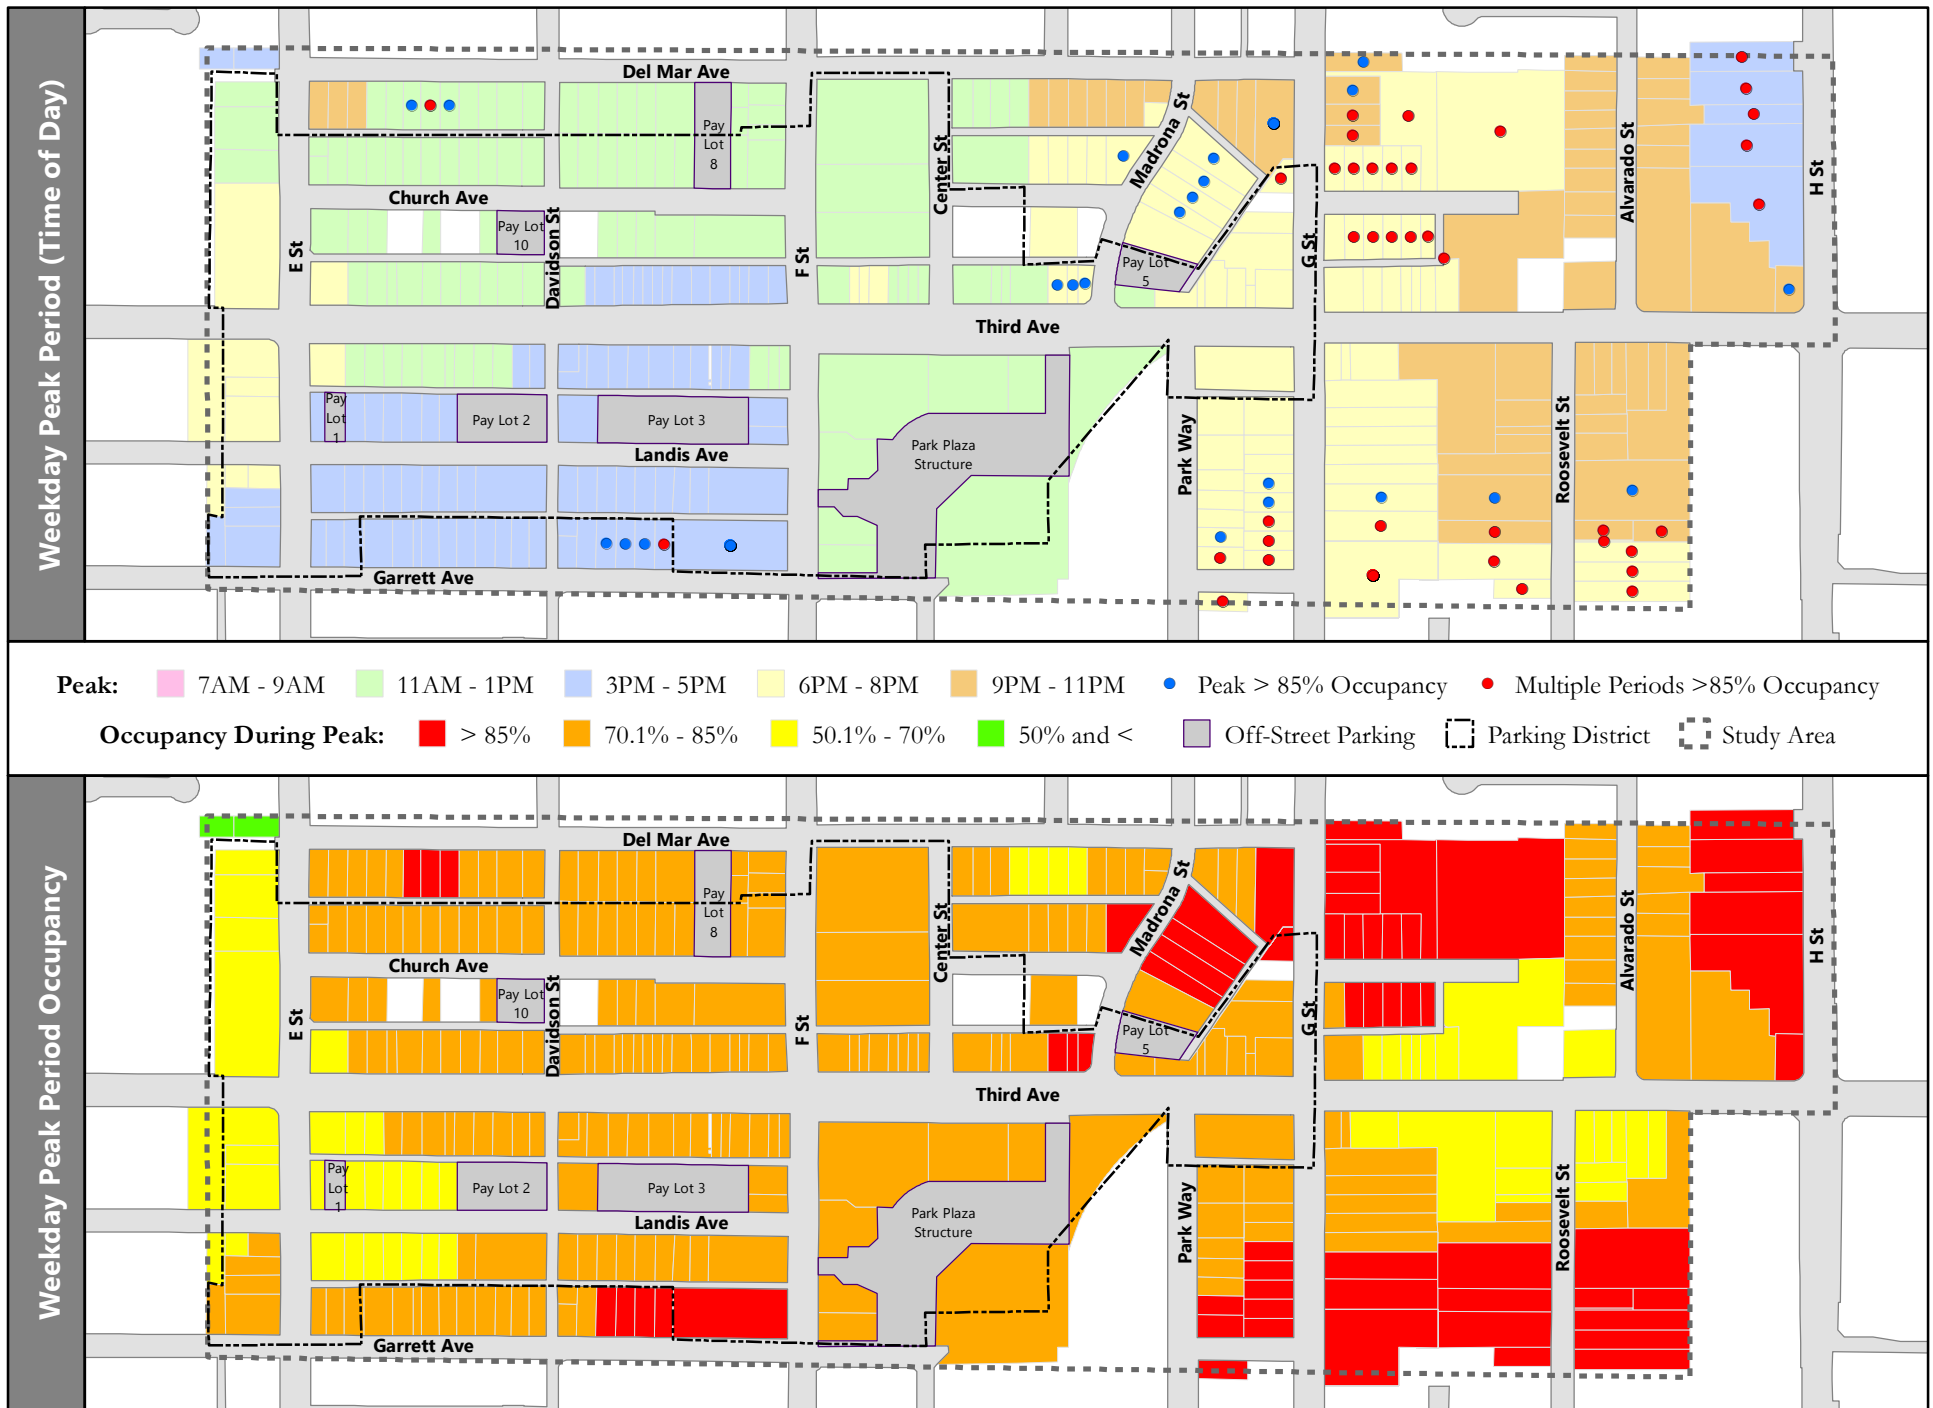 Weekday Peak Period (Time of Day)
Del Mar Ave
Pay
Lot
8
Madrona St
Church Ave
Center St
Alvarado St
H St
Pay Lot
10
E St
Davidson St
F St
G St
Pay Lot
5
Third Ave
Pay
Lot
1
Pay Lot 2
Pay Lot 3
Landis Ave
Park Plaza
Structure
Park Way
Roosevelt St
Garrett Ave
Peak:
7AM - 9AM
11AM - 1PM
3PM - 5PM
6PM - 8PM
9PM - 11PM
Peak > 85% Occupancy
Multiple Periods >85% Occupancy
Occupancy During Peak:
> 85%
70.1% - 85%
50.1% - 70%
50% and <
Off-Street Parking
Parking District
Study Area
Weekday Peak Period Occupancy
Del Mar Ave
Pay
Lot
8
Madrona St
Church Ave
Center St
Alvarado St
H St
Pay Lot
10
E St
Davidson St
F St
G St
Pay Lot
5
Third Ave
Pay
Lot
1
Pay Lot 2
Pay Lot 3
Landis Ave
Park Plaza
Structure
Park Way
Roosevelt St
Garrett Ave